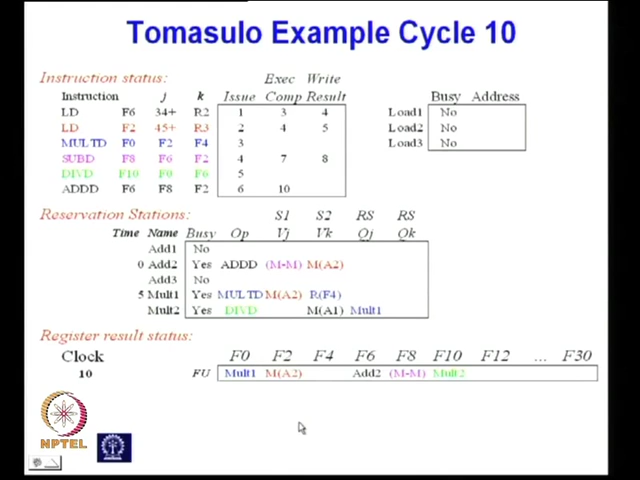 Tomasulo Example Cycle 10
Instruction status: Exec Write
Instruction j k Issue Comp Result Busy Address
LD F6 34+ R2 1 3 4 Load1 No
LD F2 45+ R3 2 4 5 Load2 No
MULTD F0 F2 F4 3 Load3 No
SUBD F8 F6 F2 4 7 8
DIVD F10 F0 F6 5
ADDD F6 F8 F2 6 10
Reservation Stations: S1 S2 RS RS
Time Name Busy Op Vj Vk Qj Qk
Add1 No
0 Add2 Yes ADDD (M-M) M(A2)
Add3 No
5 Mult1 Yes MULTD M(A2) R(F4)
Mult2 Yes DIVD M(A1) Mult1
Register result status:
Clock F0 F2 F4 F6 F8 F10 F12 ... F30
10 FU Mult1 M(A2) Add2 (M-M) Mult2
NPTEL